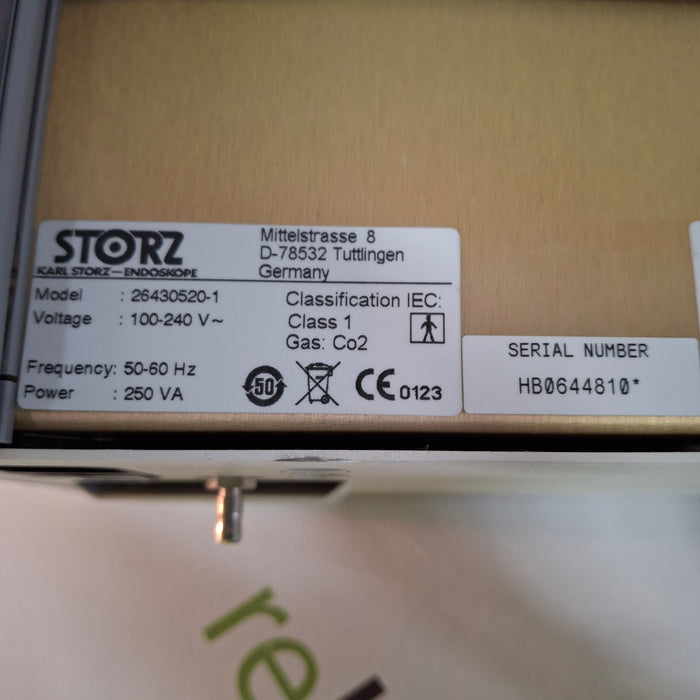 STORZ
KARL STORZ—ENDOSKOPE
Mittelstrasse 8
D-78532 Tuttlingen
Germany
Model : 26430520-1
Voltage : 100-240 V~
Frequency: 50-60 Hz
Power : 250 VA
Classification IEC:
Class 1
Gas: Co2
50
CE 0123
SERIAL NUMBER
HB0644810*
re